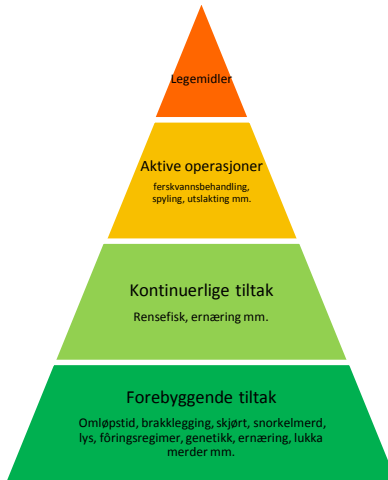 Legemidler
Aktive operasjoner
ferskvannsbehandling,
spyling, utslakting mm.
Kontinuerlige tiltak
Rensefisk, ernæring mm.
Forebyggende tiltak
Omløpstid, brakklegging, skjørt, snorkelmerd,
lys, fôringsregimer, genetikk, ernæring, lukka
merder mm.